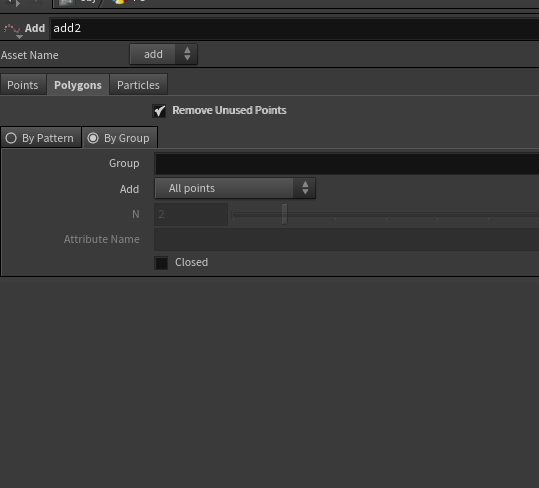 Add add2
Asset Name add
Points Polygons Particles
Remove Unused Points
By Pattern By Group
Group
Add All points
N 2
Attribute Name
Closed